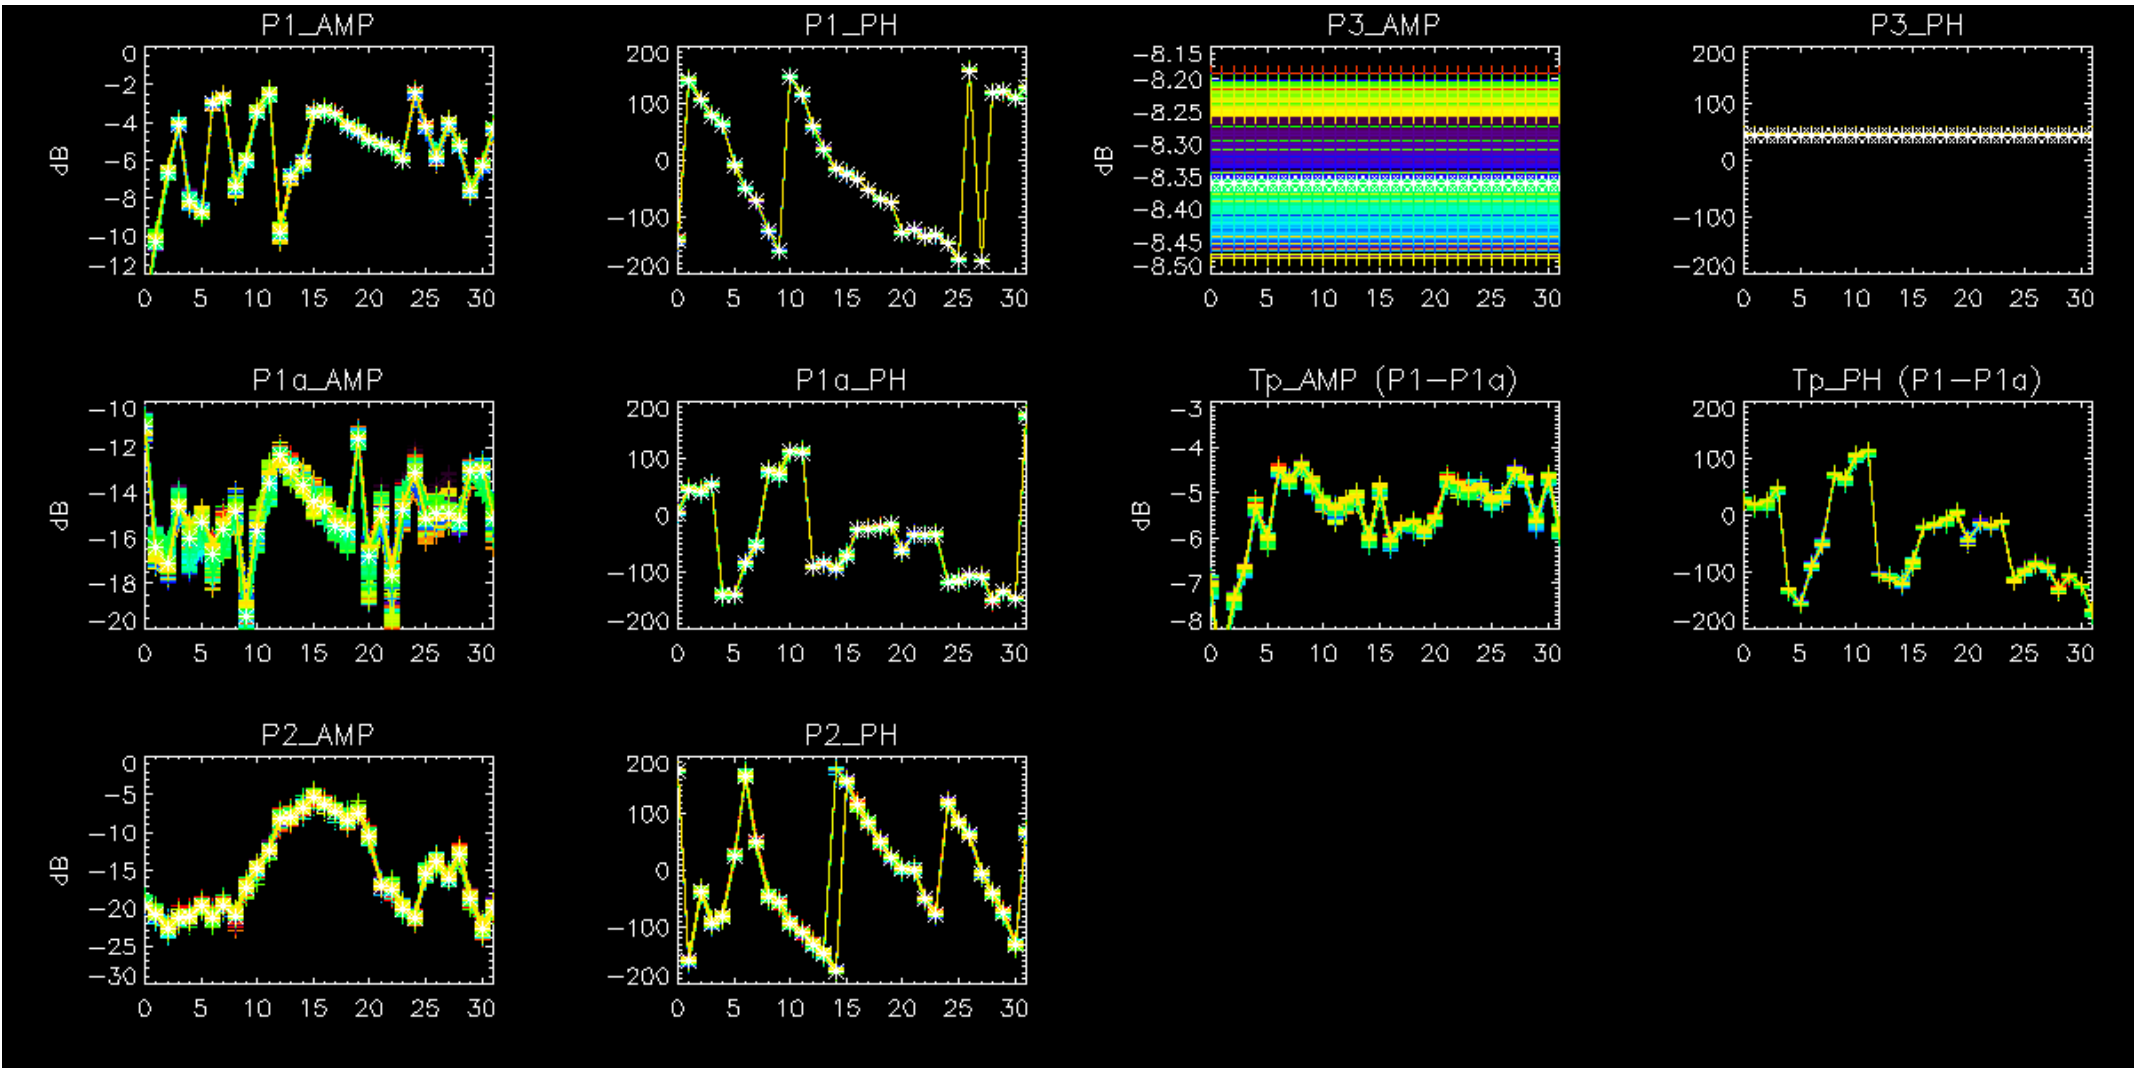 P1_AMP
P1_PH
P3_AMP
P3_PH
0
−2
−4
−6
−8
−10
−12
dB
0 5 10 15 20 25 30
200
100
0
−100
−200
0 5 10 15 20 25 30
−8.15
−8.20
−8.25
−8.30
−8.35
−8.40
−8.45
−8.50
dB
0 5 10 15 20 25 30
200
100
0
−100
−200
0 5 10 15 20 25 30
P1a_AMP
P1a_PH
Tp_AMP (P1−P1a)
Tp_PH (P1−P1a)
−10
−12
−14
−16
−18
−20
dB
0 5 10 15 20 25 30
200
100
0
−100
−200
0 5 10 15 20 25 30
−3
−4
−5
−6
−7
−8
dB
0 5 10 15 20 25 30
200
100
0
−100
−200
0 5 10 15 20 25 30
P2_AMP
P2_PH
0
−5
−10
−15
−20
−25
−30
dB
0 5 10 15 20 25 30
200
100
0
−100
−200
0 5 10 15 20 25 30